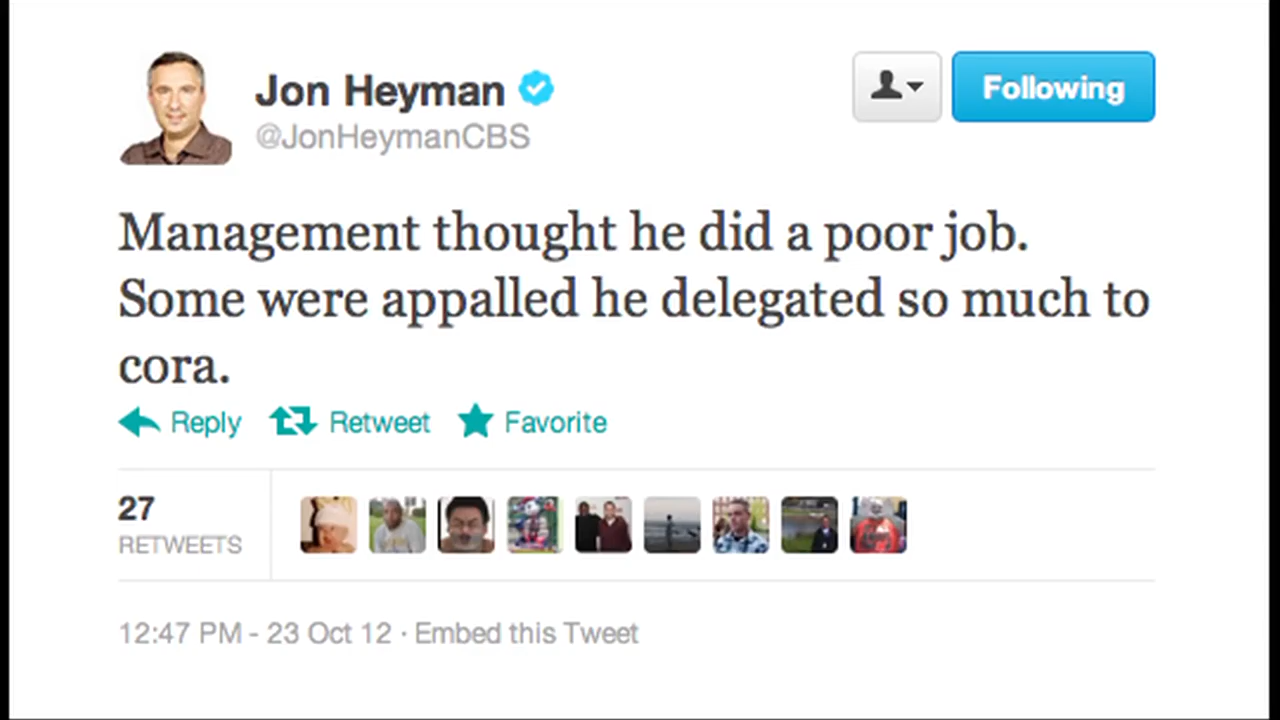 Jon Heyman
Following
@JonHeymanCBS
Management thought he did a poor job.
Some were appalled he delegated so much to
cora.
Reply Retweet Favorite
27
RETWEETS
12:47 PM - 23 Oct 12 · Embed this Tweet